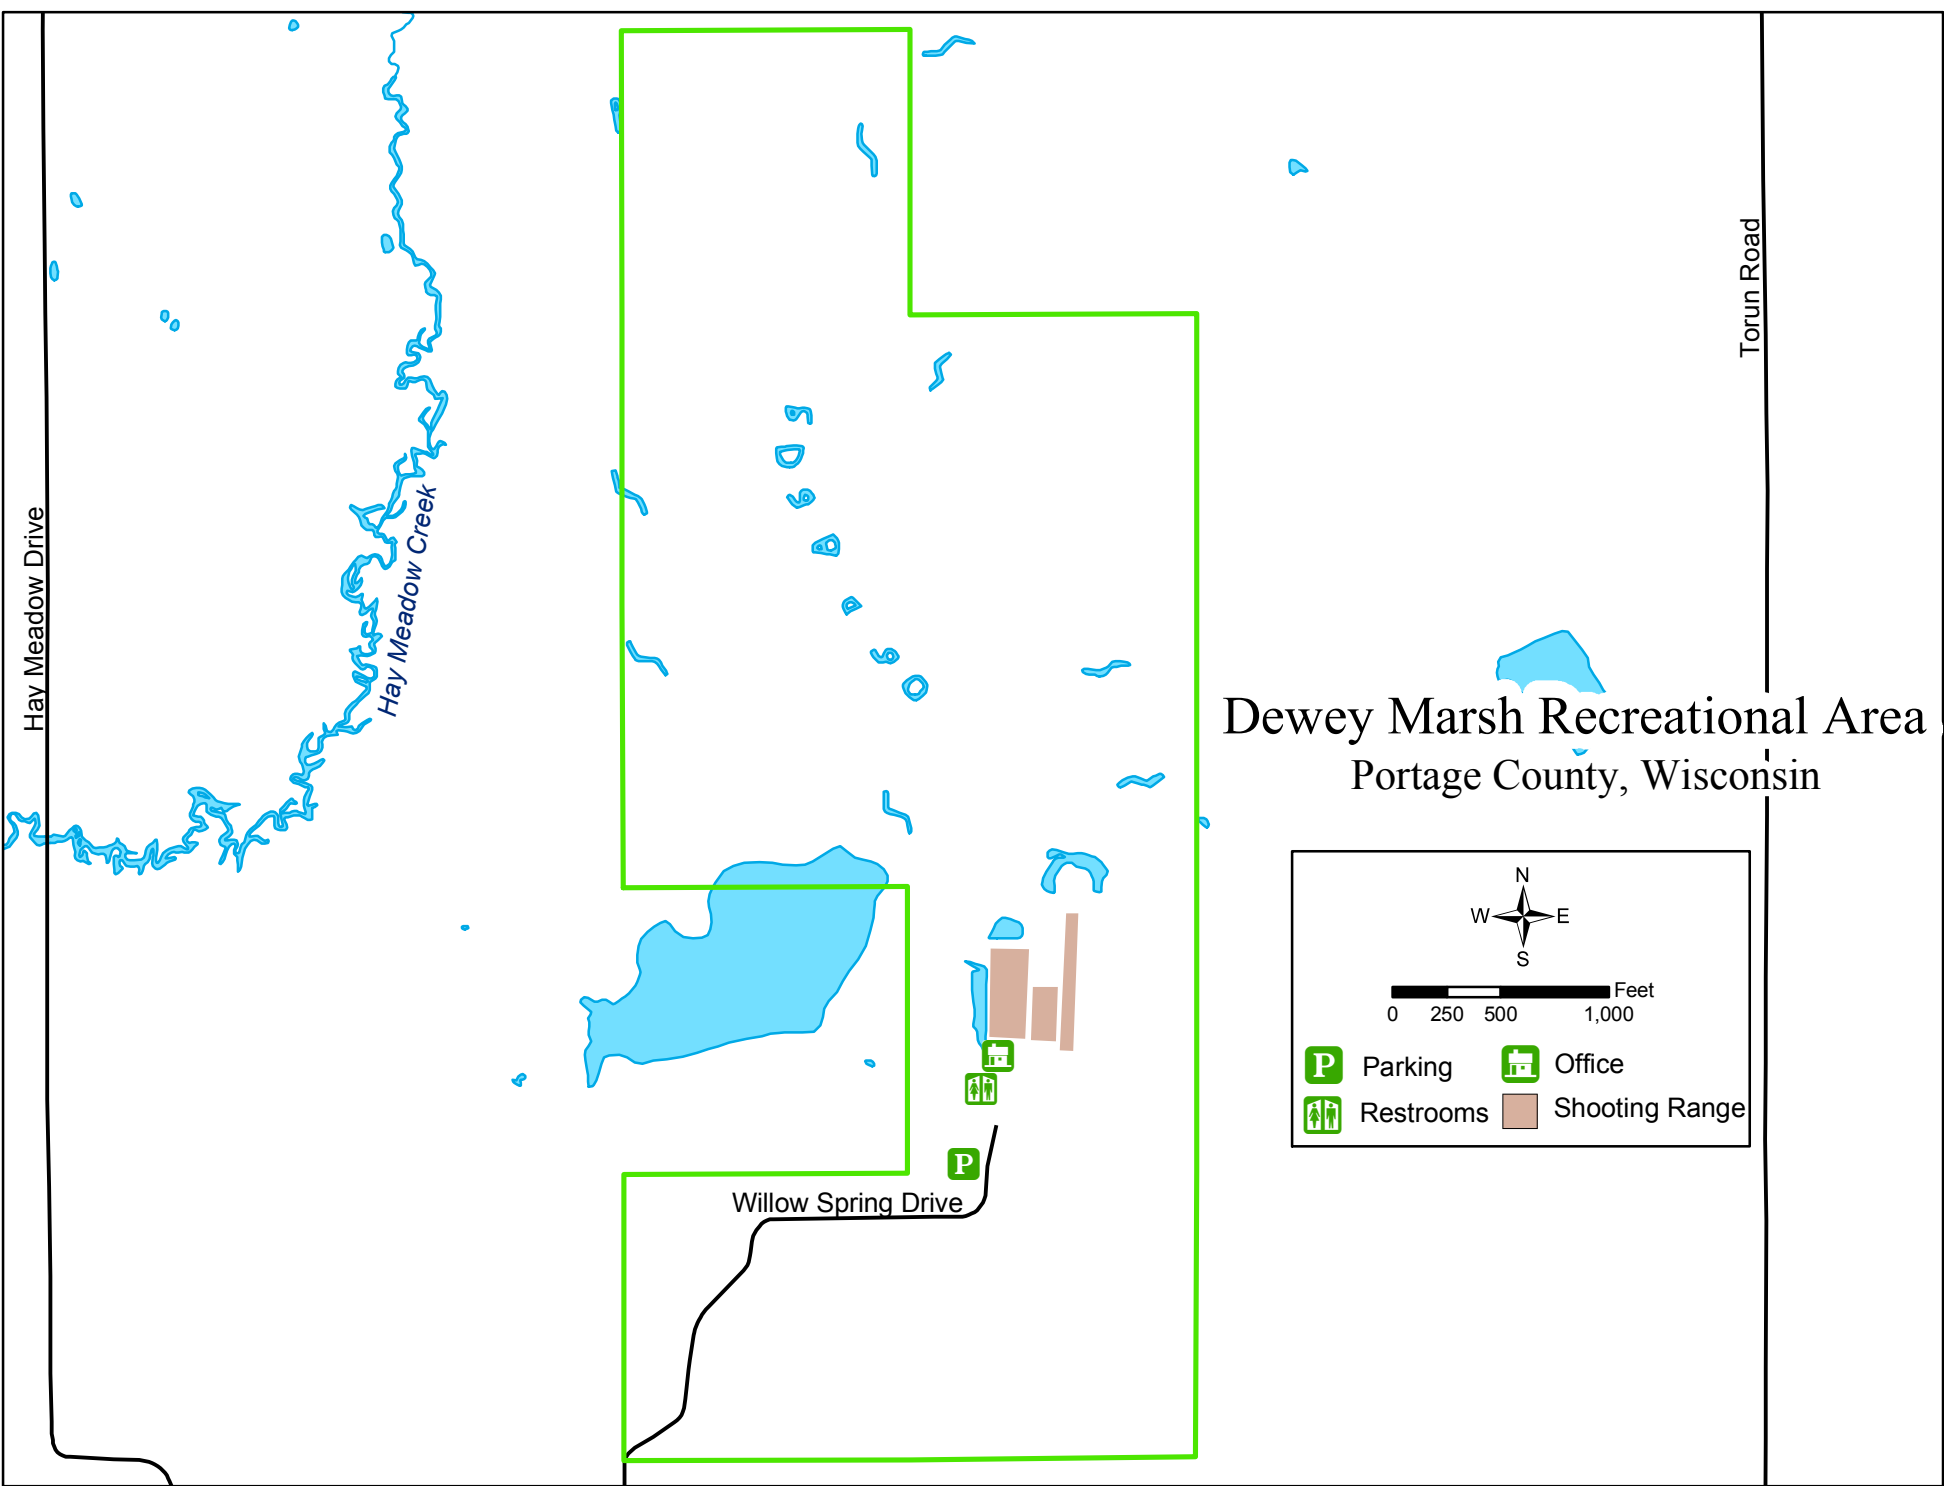 Torun Road
Hay Meadow Drive
Hay Meadow Creek
Dewey Marsh Recreational Area
Portage County, Wisconsin
N
W E
S
Feet
0 250 500 1,000
P Parking
Office
Restrooms
Shooting Range
P
Willow Spring Drive